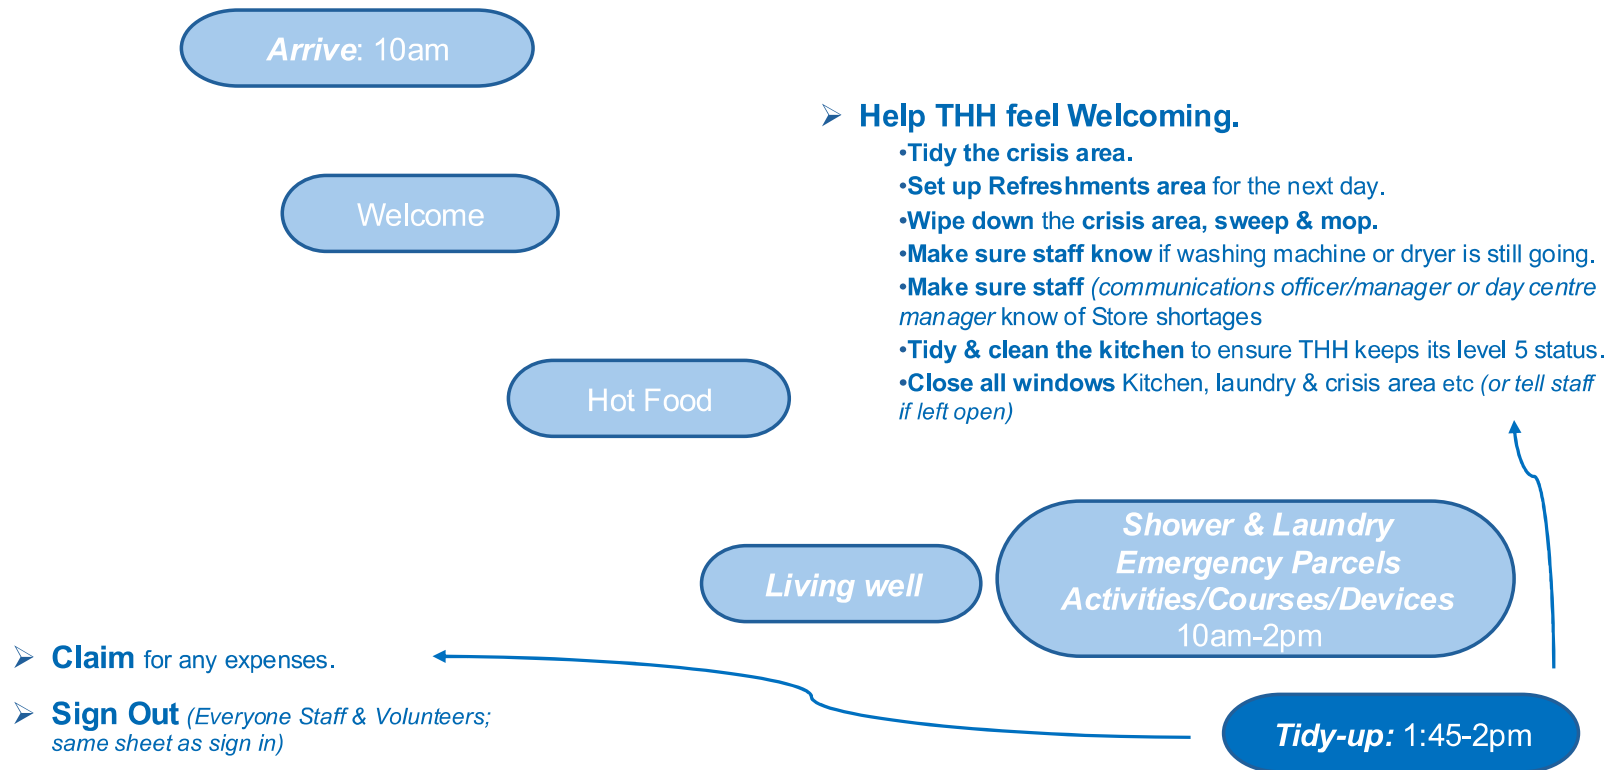 Arrive: 10am
➢ Help THH feel Welcoming.
•Tidy the crisis area.
•Set up Refreshments area for the next day.
•Wipe down the crisis area, sweep & mop.
•Make sure staff know if washing machine or dryer is still going.
•Make sure staff (communications officer/manager or day centre
manager know of Store shortages
•Tidy & clean the kitchen to ensure THH keeps its level 5 status.
•Close all windows Kitchen, laundry & crisis area etc (or tell staff
if left open)
Welcome
Hot Food
Living well
Shower & Laundry
Emergency Parcels
Activities/Courses/Devices
10am-2pm
➢ Claim for any expenses.
➢ Sign Out (Everyone Staff & Volunteers;
same sheet as sign in)
Tidy-up: 1:45-2pm